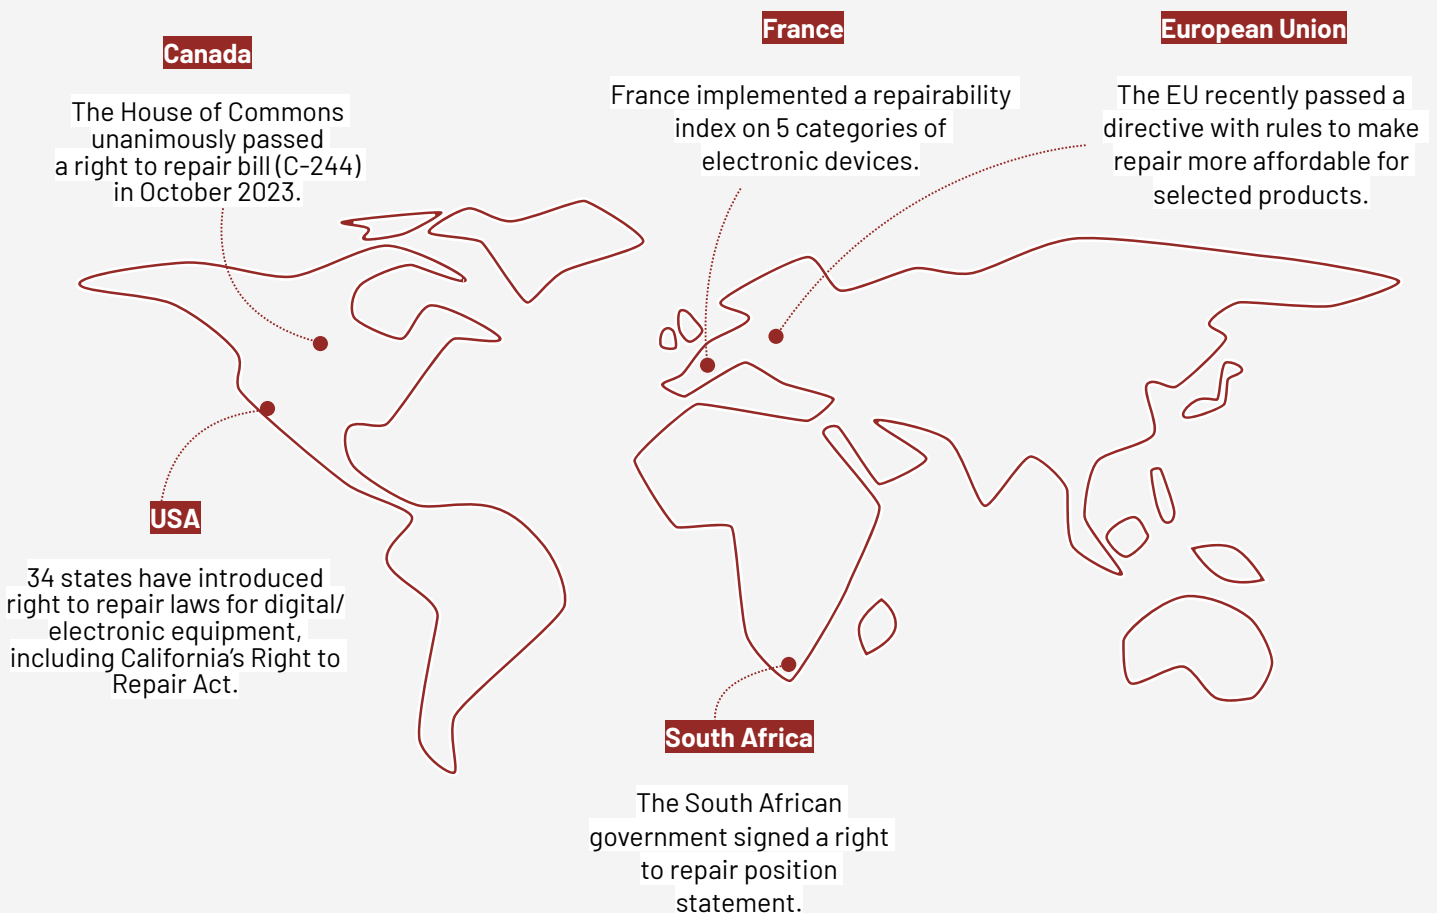 Canada
The House of Commons
unanimously passed
a right to repair bill (C-244)
in October 2023.
France
France implemented a repairability
index on 5 categories of
electronic devices.
European Union
The EU recently passed a
directive with rules to make
repair more affordable for
selected products.
USA
34 states have introduced
right to repair laws for digital/
electronic equipment,
including California’s Right to
Repair Act.
South Africa
The South African
government signed a right
to repair position
statement.